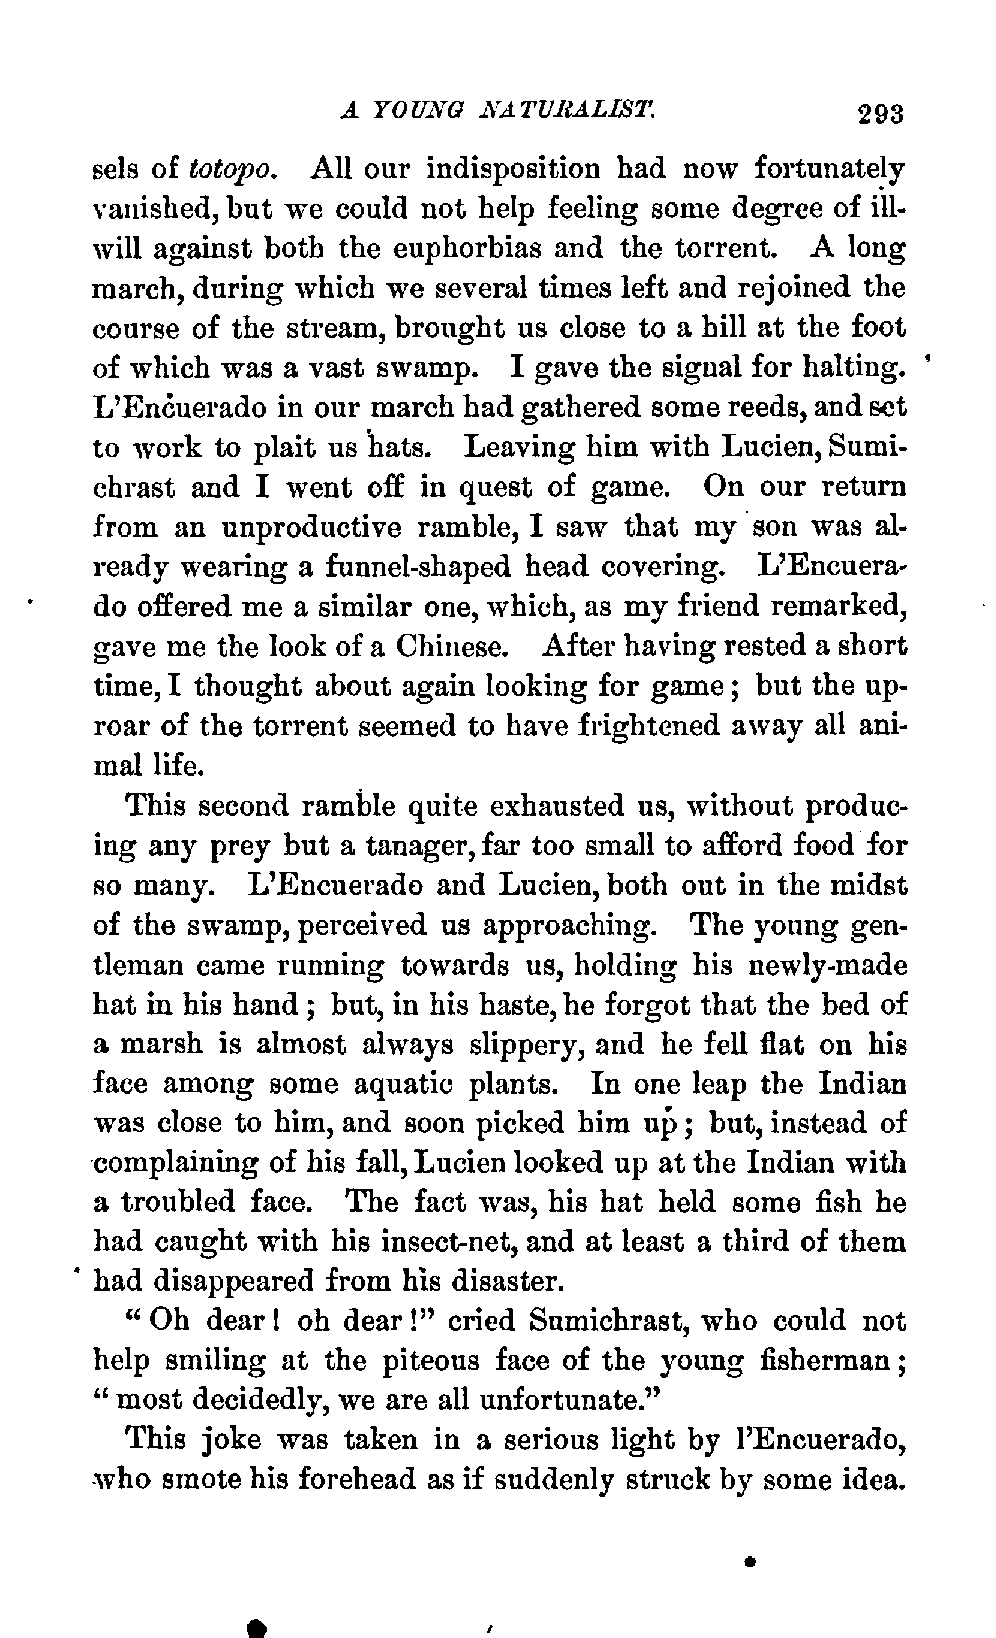 A YOUNG NATURALIST. 293
sels of totopo. All our indisposition had now fortunately
vanished, but we could not help feeling some degree of ill-
will against both the euphorbias and the torrent. A long
march, during which we several times left and rejoined the
course of the stream, brought us close to a hill at the foot
of which was a vast swamp. I gave the signal for halting.
L'Encuerado in our march had gathered some reeds, and set
to work to plait us hats. Leaving him with Lucien, Sumi-
chrast and I went off in quest of game. On our return
from an unproductive ramble, I saw that my son was al-
ready wearing a funnel-shaped head covering. L'Encuera-
do offered me a similar one, which, as my friend remarked,
gave me the look of a Chinese. After having rested a short
time, I thought about again looking for game; but the up-
roar of the torrent seemed to have frightened away all ani-
mal life.
This second ramble quite exhausted us, without produc-
ing any prey but a tanager, far too small to afford food for
so many. L'Encuerado and Lucien, both out in the midst
of the swamp, perceived us approaching. The young gen-
tleman came running towards us, holding his newly-made
hat in his hand; but, in his haste, he forgot that the bed of
a marsh is almost always slippery, and he fell flat on his
face among some aquatic plants. In one leap the Indian
was close to him, and soon picked him up; but, instead of
complaining of his fall, Lucien looked up at the Indian with
a troubled face. The fact was, his hat held some fish he
had caught with his insect-net, and at least a third of them
had disappeared from his disaster.
"Oh dear! oh dear!" cried Sumichrast, who could not
help smiling at the piteous face of the young fisherman;
"most decidedly, we are all unfortunate."
This joke was taken in a serious light by l'Encuerado,
who smote his forehead as if suddenly struck by some idea.